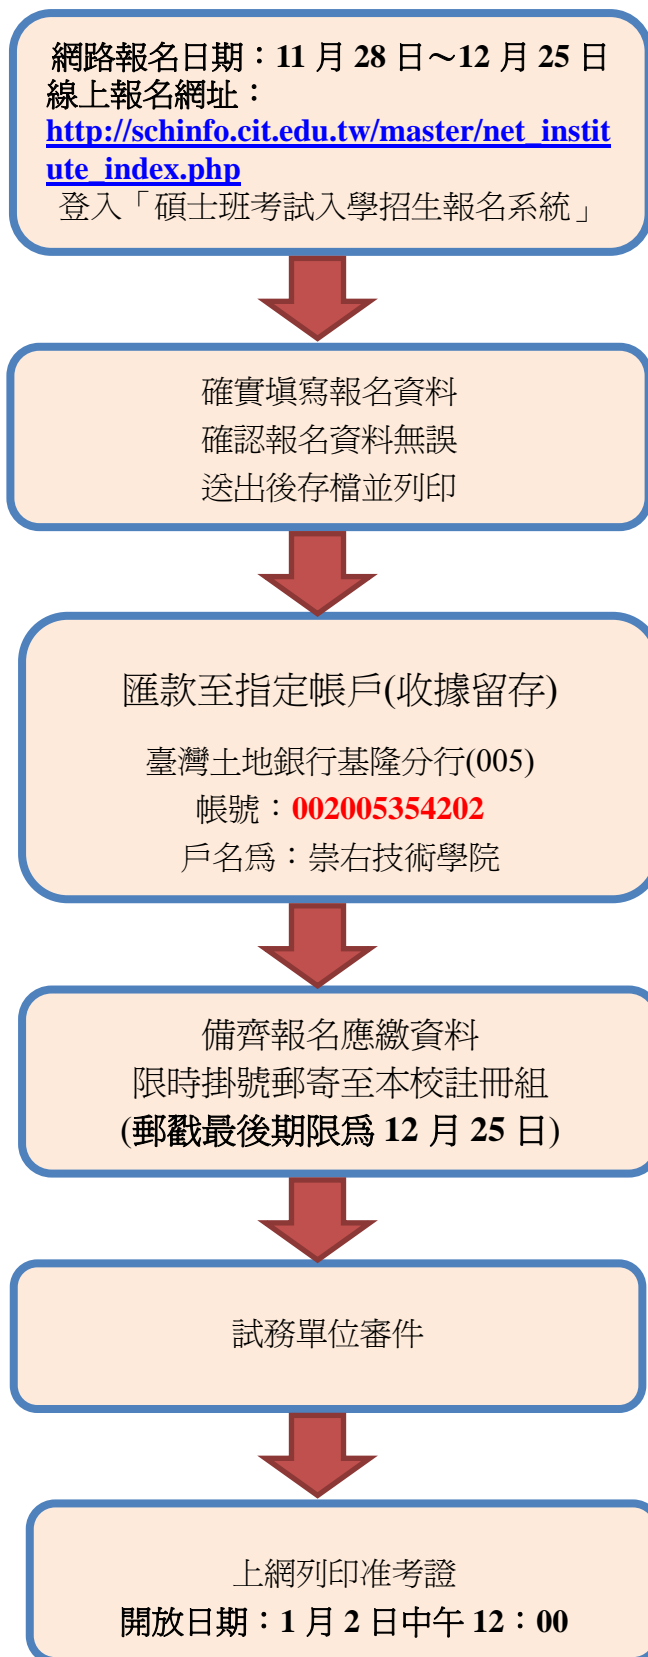 網路報名日期：11 月 28 日～12 月 25 日
線上報名網址：
http://schinfo.cit.edu.tw/master/net_instit
ute_index.php
登入「碩士班考試入學招生報名系統」
確實填寫報名資料
確認報名資料無誤
送出後存檔並列印
匯款至指定帳戶(收據留存)
臺灣土地銀行基隆分行(005)
帳號：002005354202
戶名為：崇右技術學院
備齊報名應繳資料
限時掛號郵寄至本校註冊組
(郵戳最後期限為 12 月 25 日)
試務單位審件
上網列印准考證
開放日期：1 月 2 日中午 12：00